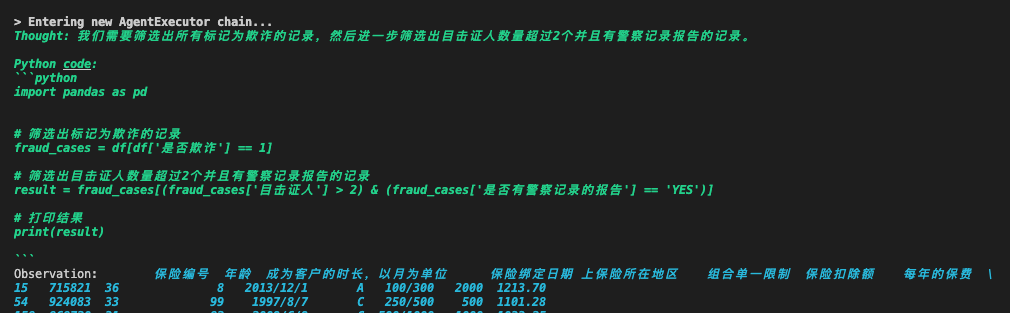 > Entering new AgentExecutor chain...
Thought: 我们需要筛选出所有标记为欺诈的记录，然后进一步筛选出目击证人数量超过2个并且有警察记录报告的记录。
Python code:
```python
import pandas as pd
# 筛选出标记为欺诈的记录
fraud_cases = df[df['是否欺诈'] == 1]
# 筛选出目击证人数量超过2个并且有警察记录报告的记录
result = fraud_cases[(fraud_cases['目击证人'] > 2) & (fraud_cases['是否有警察记录的报告'] == 'YES')]
# 打印结果
print(result)
```
Observation: 保险编号 年龄 成为客户的时长，以月为单位 保险绑定日期 上保险所在地区 组合单一限制 保险扣除额 每年的保费 \
15 715821 36 8 2013/12/1 A 100/300 2000 1213.70
54 924083 33 99 1997/8/7 C 250/500 500 1101.28